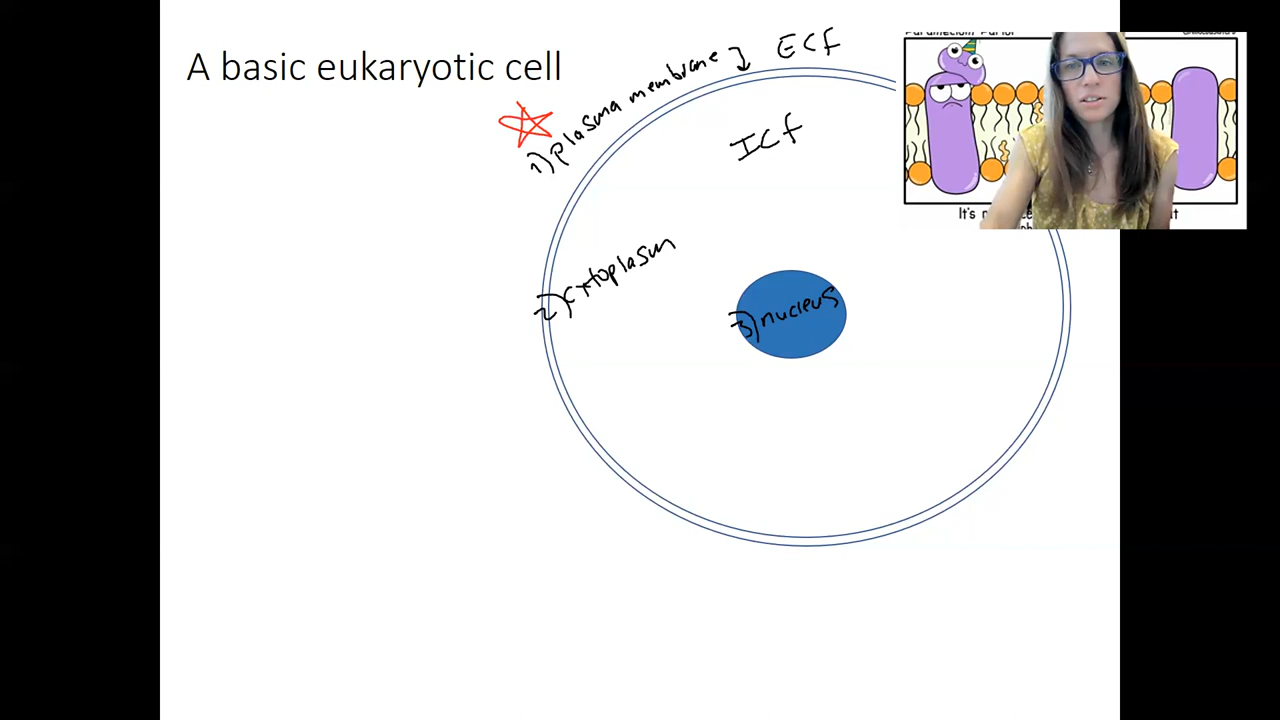 A basic eukaryotic cell
ECF
1) plasma membrane
ICF
2) cytoplasm
3) nucleus
It's